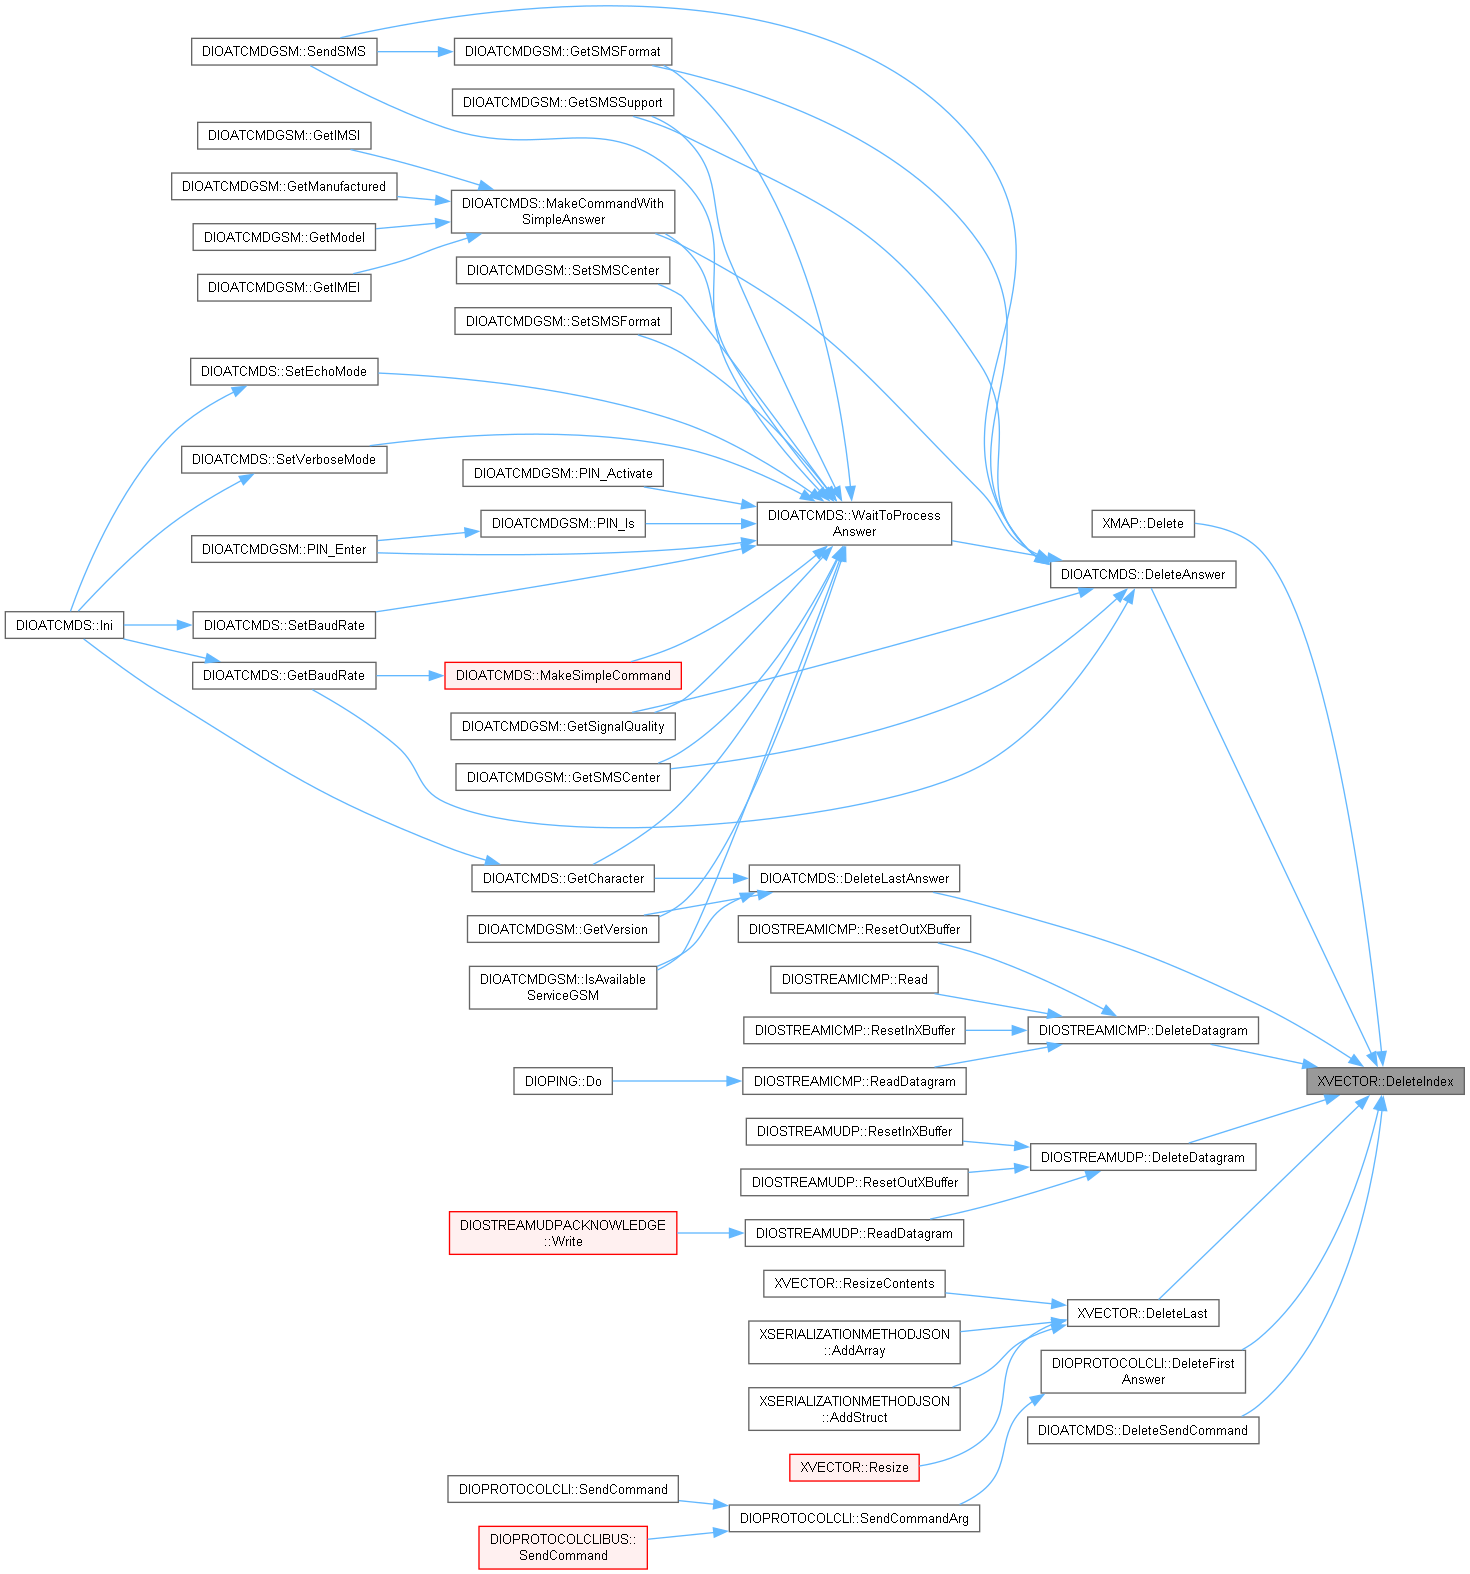 DIOATCMDGSM::SendSMS
DIOATCMDGSM::GetSMSFormat
DIOATCMDGSM::GetSMSSupport
DIOATCMDGSM::GetIMSI
DIOATCMDGSM::GetManufactured
DIOATCMDS::MakeCommandWith
SimpleAnswer
DIOATCMDGSM::GetModel
DIOATCMDGSM::GetIMEI
DIOATCMDGSM::SetSMSCenter
DIOATCMDGSM::SetSMSFormat
DIOATCMDS::SetEchoMode
DIOATCMDS::SetVerboseMode
DIOATCMDGSM::PIN_Activate
DIOATCMDGSM::PIN_Is
DIOATCMDGSM::PIN_Enter
DIOATCMDS::WaitToProcess
Answer
XMAP::Delete
DIOATCMDS::DeleteAnswer
DIOATCMDS::Ini
DIOATCMDS::SetBaudRate
DIOATCMDS::GetBaudRate
DIOATCMDS::MakeSimpleCommand
DIOATCMDGSM::GetSignalQuality
DIOATCMDGSM::GetSMSCenter
DIOATCMDS::GetCharacter
DIOATCMDS::DeleteLastAnswer
DIOATCMDGSM::GetVersion
DIOSTREAMICMP::ResetOutXBuffer
DIOATCMDGSM::IsAvailable
ServiceGSM
DIOSTREAMICMP::Read
DIOSTREAMICMP::ResetInXBuffer
DIOSTREAMICMP::DeleteDatagram
DIOPING::Do
DIOSTREAMICMP::ReadDatagram
XVECTOR::DeleteIndex
DIOSTREAMUDP::ResetInXBuffer
DIOSTREAMUDP::DeleteDatagram
DIOSTREAMUDP::ResetOutXBuffer
DIOSTREAMUDPACKNOWLEDGE
::Write
DIOSTREAMUDP::ReadDatagram
XVECTOR::ResizeContents
XVECTOR::DeleteLast
XSERIALIZATIONMETHODJSON
::AddArray
DIOPROTOCOLCLI::DeleteFirst
Answer
XSERIALIZATIONMETHODJSON
::AddStruct
DIOATCMDS::DeleteSendCommand
XVECTOR::Resize
DIOPROTOCOLCLI::SendCommand
DIOPROTOCOLCLI::SendCommandArg
DIOPROTOCOLCLIBUS::
SendCommand